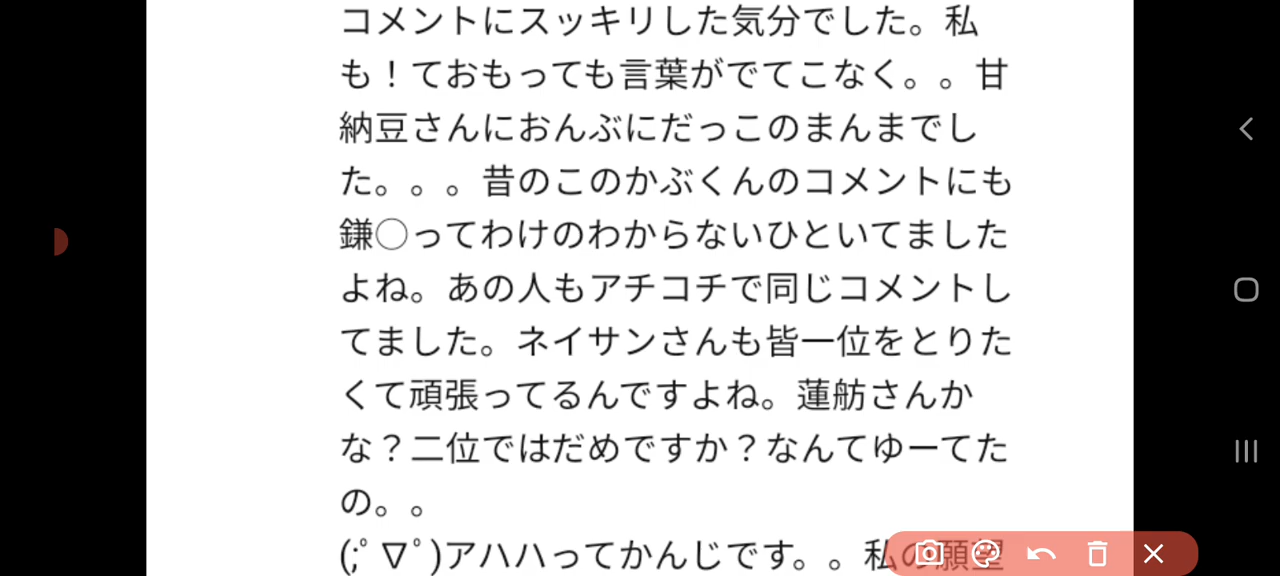 コメントにスッキリした気分でした。私
も！ておもっても言葉がでてこなく。。甘
納豆さんにおんぶにだっこのまんまでし
た。。。昔のこのかぶくんのコメントにも
鎌○ってわけのわからないひといてました
よね。あの人もアチコチで同じコメントし
てました。ネイサンさんも皆一位をとりた
くて頑張ってるんですよね。蓮舫さんか
な？二位ではだめですか？なんてゆーてた
の。。
(;ﾟ∇ﾟ)アハハってかんじです。。私の願望